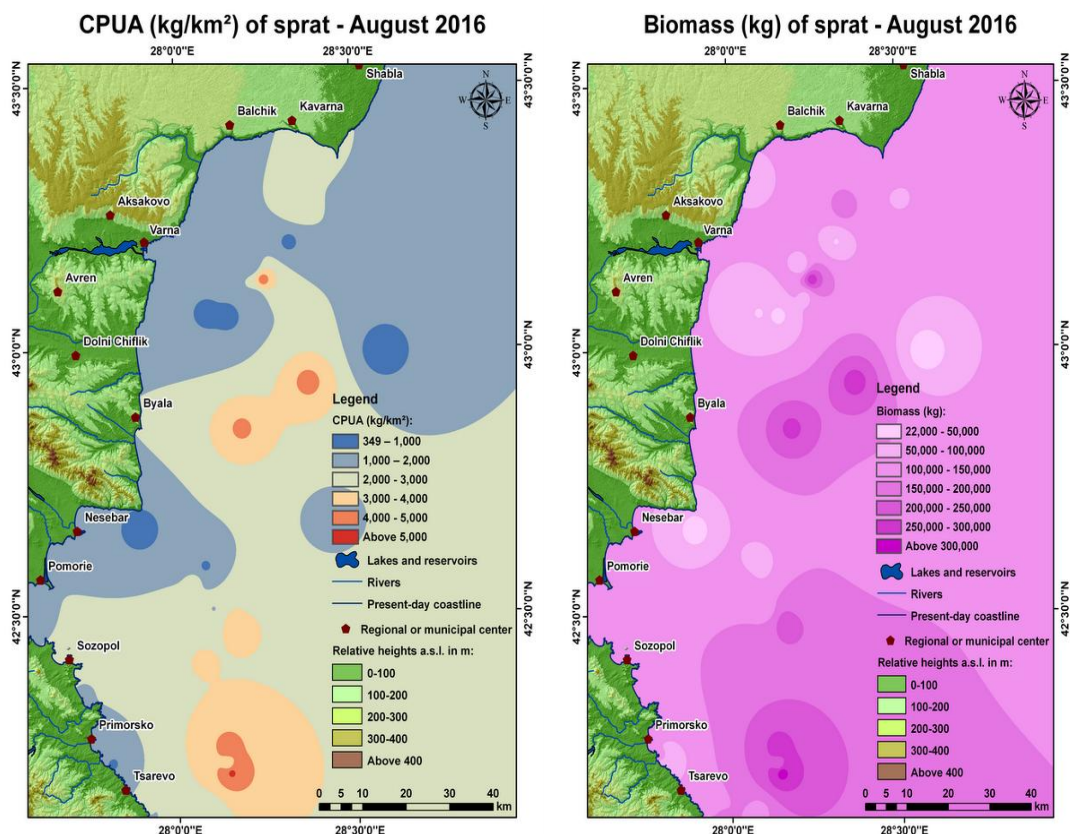 CPUA (kg/km²) of sprat - August 2016
28°0'0"E
28°30'0"E
43°30'0"N
43°0'0"N
42°30'0"N
Shabla
Balchik
Kavarna
Aksakovo
Varna
Avren
Dolni Chiflik
Byala
Nesebar
Pomorie
Sozopol
Primorsko
Tsarevo
N
W E
S
Legend
CPUA (kg/km²):
349 – 1,000
1,000 – 2,000
2,000 - 3,000
3,000 - 4,000
4,000 - 5,000
Above 5,000
Lakes and reservoirs
Rivers
Present-day coastline
Regional or municipal center
Relative heights a.s.l. in m:
0-100
100-200
200-300
300-400
Above 400
0 10 20 30 40
km
28°0'0"E
28°30'0"E
43°30'0"N
43°0'0"N
42°30'0"N
Biomass (kg) of sprat - August 2016
28°0'0"E
28°30'0"E
Shabla
Balchik
Kavarna
Aksakovo
Varna
Avren
Dolni Chiflik
Byala
Nesebar
Pomorie
Sozopol
Primorsko
Tsarevo
N
W E
S
Legend
Biomass (kg):
22,000 - 50,000
50,000 - 100,000
100,000 - 150,000
150,000 - 200,000
200,000 - 250,000
250,000 - 300,000
Above 300,000
Lakes and reservoirs
Rivers
Present-day coastline
Regional or municipal center
Relative heights a.s.l. in m:
0-100
100-200
200-300
300-400
Above 400
0 10 20 30 40
km
28°0'0"E
28°30'0"E
43°30'0"N
43°0'0"N
42°30'0"N